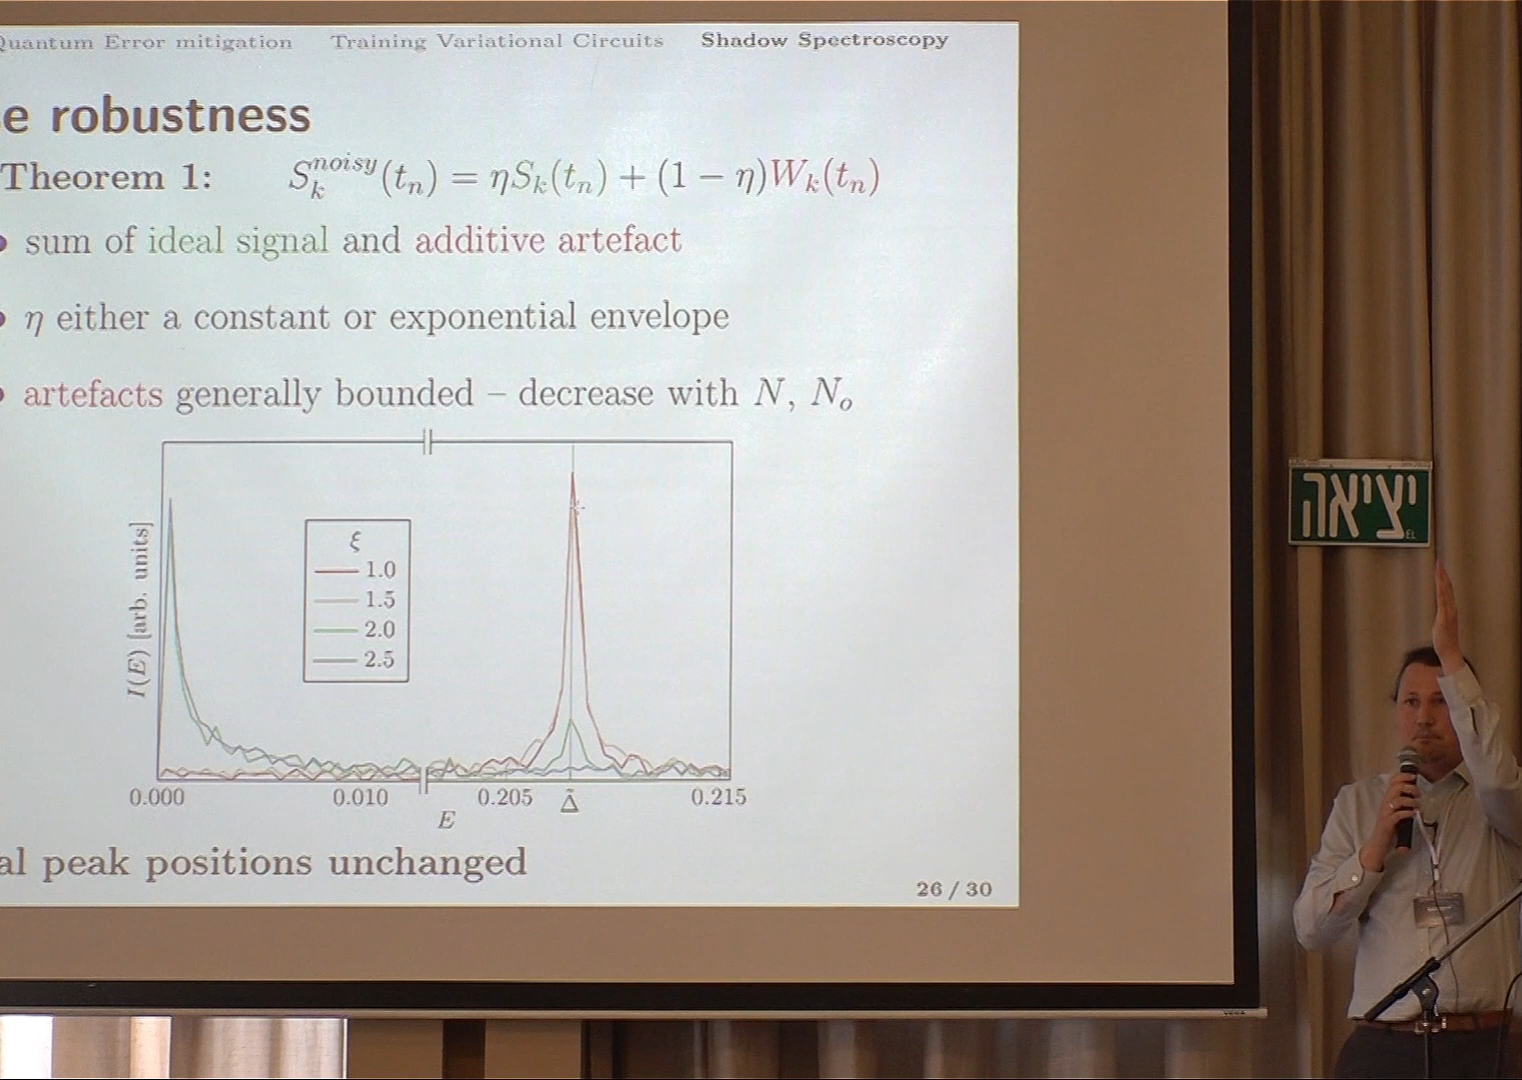 Quantum Error mitigation Training Variational Circuits Shadow Spectroscopy
e robustness
Theorem 1: S_k^{noisy}(t_n) = ηS_k(t_n) + (1 − η)W_k(t_n)
sum of ideal signal and additive artefact
η either a constant or exponential envelope
artefacts generally bounded – decrease with N, N_o
I(E) [arb. units]
ξ
1.0
1.5
2.0
2.5
0.000 0.010 0.205 Δ̃ 0.215
E
al peak positions unchanged
26 / 30
יציאה